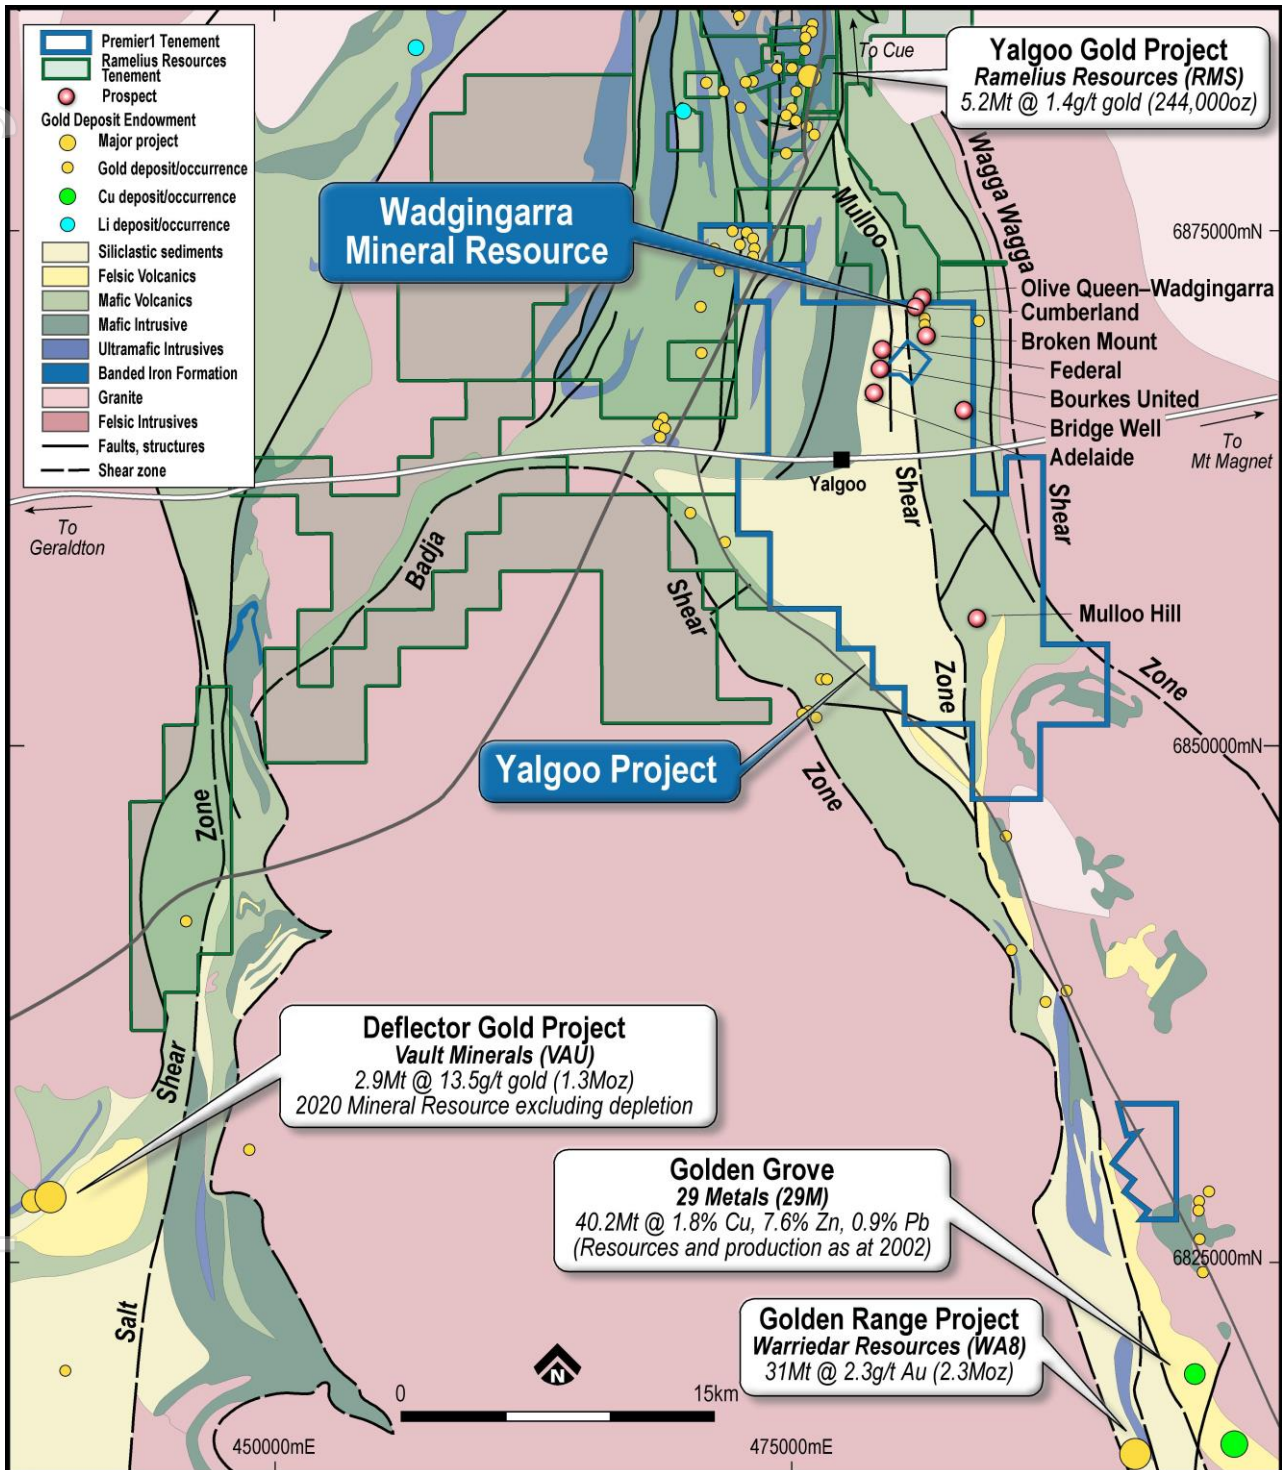 Premier1 Tenement
Ramelius Resources
Tenement
Prospect
Gold Deposit Endowment
Major project
Gold deposit/occurrence
Cu deposit/occurrence
Li deposit/occurrence
Siliclastic sediments
Felsic Volcanics
Mafic Volcanics
Mafic Intrusive
Ultramafic Intrusives
Banded Iron Formation
Granite
Felsic Intrusives
Faults, structures
Shear zone
To Cue
Yalgoo Gold Project
Ramelius Resources (RMS)
5.2Mt @ 1.4g/t gold (244,000oz)
Wadgingarra
Mineral Resource
Mulloo
Wagga Wagga
6875000mN
Olive Queen–Wadgingarra
Cumberland
Broken Mount
Federal
Bourkes United
Bridge Well
Adelaide
To
Mt Magnet
Yalgoo
Shear
Shear
To
Geraldton
Badja
Shear
Mulloo Hill
Zone
Zone
Yalgoo Project
6850000mN
Zone
Zone
Shear
Deflector Gold Project
Vault Minerals (VAU)
2.9Mt @ 13.5g/t gold (1.3Moz)
2020 Mineral Resource excluding depletion
Golden Grove
29 Metals (29M)
40.2Mt @ 1.8% Cu, 7.6% Zn, 0.9% Pb
(Resources and production as at 2002)
6825000mN
Salt
Golden Range Project
Warriedar Resources (WA8)
31Mt @ 2.3g/t Au (2.3Moz)
N
0
15km
450000mE
475000mE